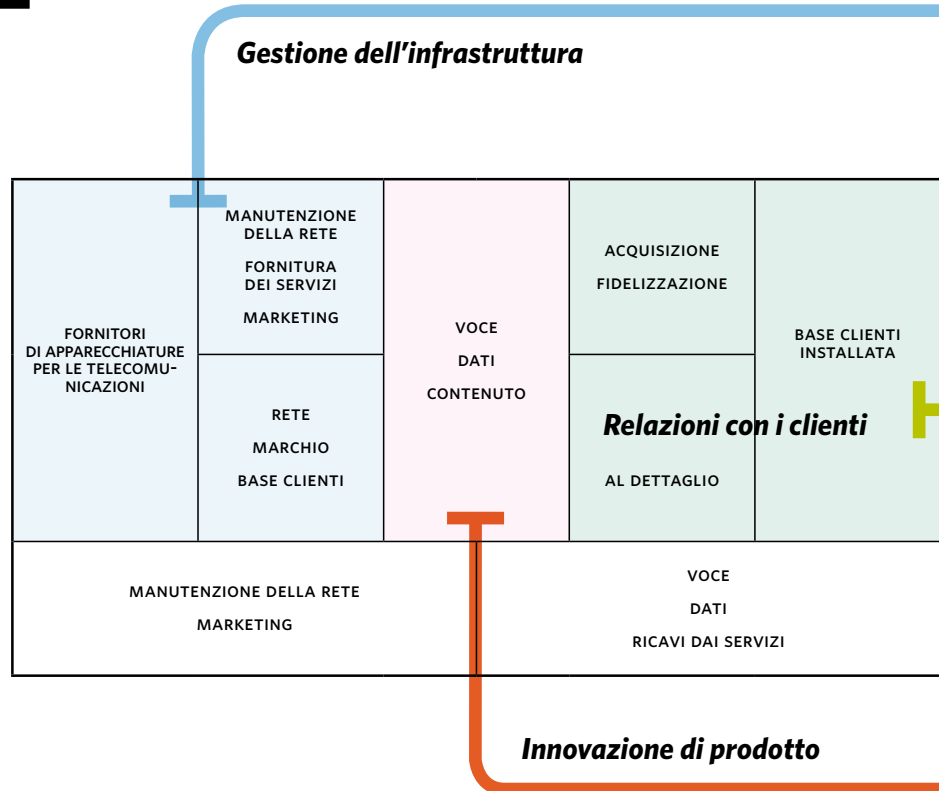 Gestione dell’infrastruttura
FORNITORI
DI APPARECCHIATURE
PER LE TELECOMU-
NICAZIONI
MANUTENZIONE
DELLA RETE
FORNITURA
DEI SERVIZI
MARKETING
RETE
MARCHIO
BASE CLIENTI
VOCE
DATI
CONTENUTO
ACQUISIZIONE
FIDELIZZAZIONE
Relazioni con i clienti
AL DETTAGLIO
BASE CLIENTI
INSTALLATA
MANUTENZIONE DELLA RETE
MARKETING
VOCE
DATI
RICAVI DAI SERVIZI
Innovazione di prodotto